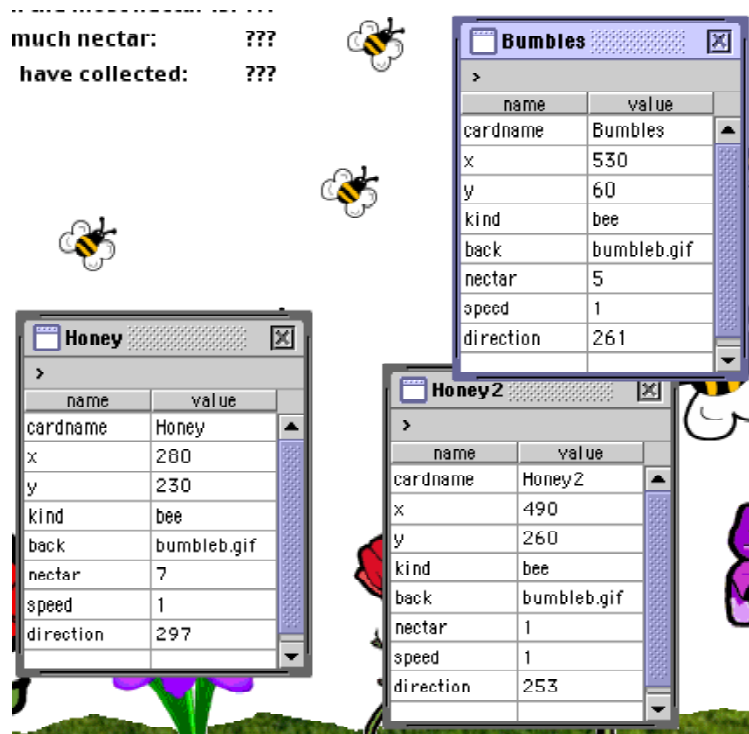 much nectar: ???
have collected: ???
Bumbles
>
name value
cardname Bumbles
x 530
y 60
kind bee
back bumbleb.gif
nectar 5
speed 1
direction 261
Honey
>
name value
cardname Honey
x 280
y 230
kind bee
back bumbleb.gif
nectar 7
speed 1
direction 297
Honey2
>
name value
cardname Honey2
x 490
y 260
kind bee
back bumbleb.gif
nectar 1
speed 1
direction 253